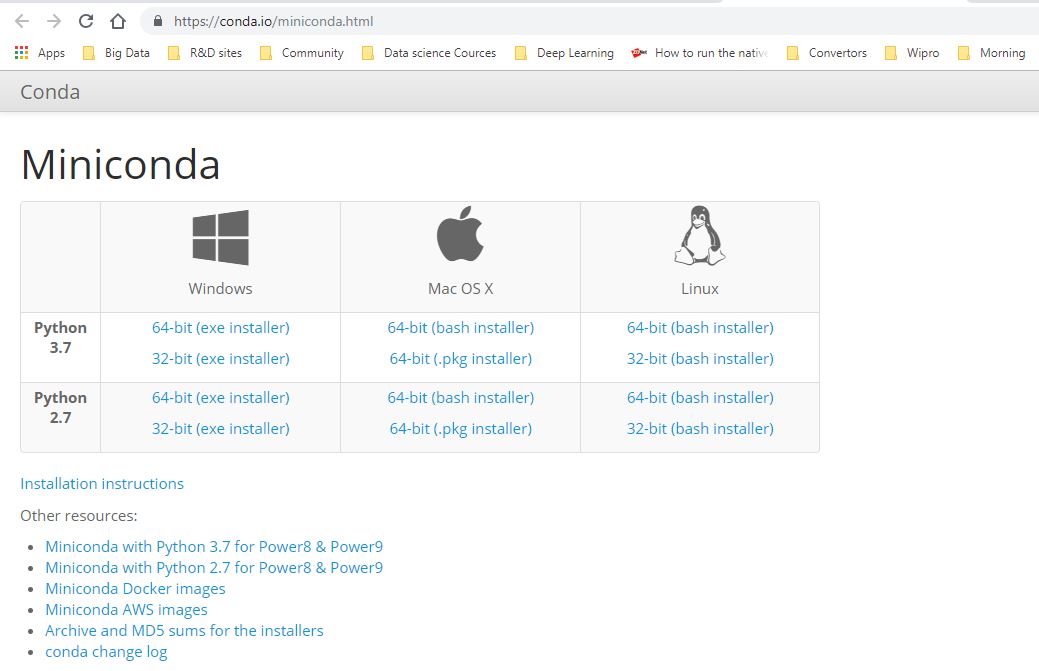 https://conda.io/miniconda.html
Apps Big Data R&D sites Community Data science Cources Deep Learning How to run the native Convertors Wipro Morning
Conda
Miniconda
Windows Mac OS X Linux
Python 3.7 64-bit (exe installer) 64-bit (bash installer) 64-bit (bash installer)
32-bit (exe installer) 64-bit (.pkg installer) 32-bit (bash installer)
Python 2.7 64-bit (exe installer) 64-bit (bash installer) 64-bit (bash installer)
32-bit (exe installer) 64-bit (.pkg installer) 32-bit (bash installer)
Installation instructions
Other resources:
Miniconda with Python 3.7 for Power8 & Power9
Miniconda with Python 2.7 for Power8 & Power9
Miniconda Docker images
Miniconda AWS images
Archive and MD5 sums for the installers
conda change log